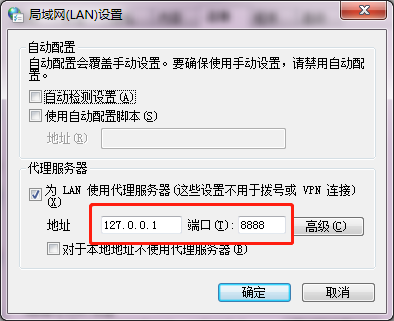 局域网(LAN)设置
自动配置
自动配置会覆盖手动设置。要确保使用手动设置，请禁用自动配
置。
自动检测设置(A)
使用自动配置脚本(S)
地址(R)
代理服务器
为 LAN 使用代理服务器(这些设置不用于拨号或 VPN 连接)
(X)
地址 127.0.0.1 端口(T): 8888 高级(C)
对于本地地址不使用代理服务器(B)
确定 取消